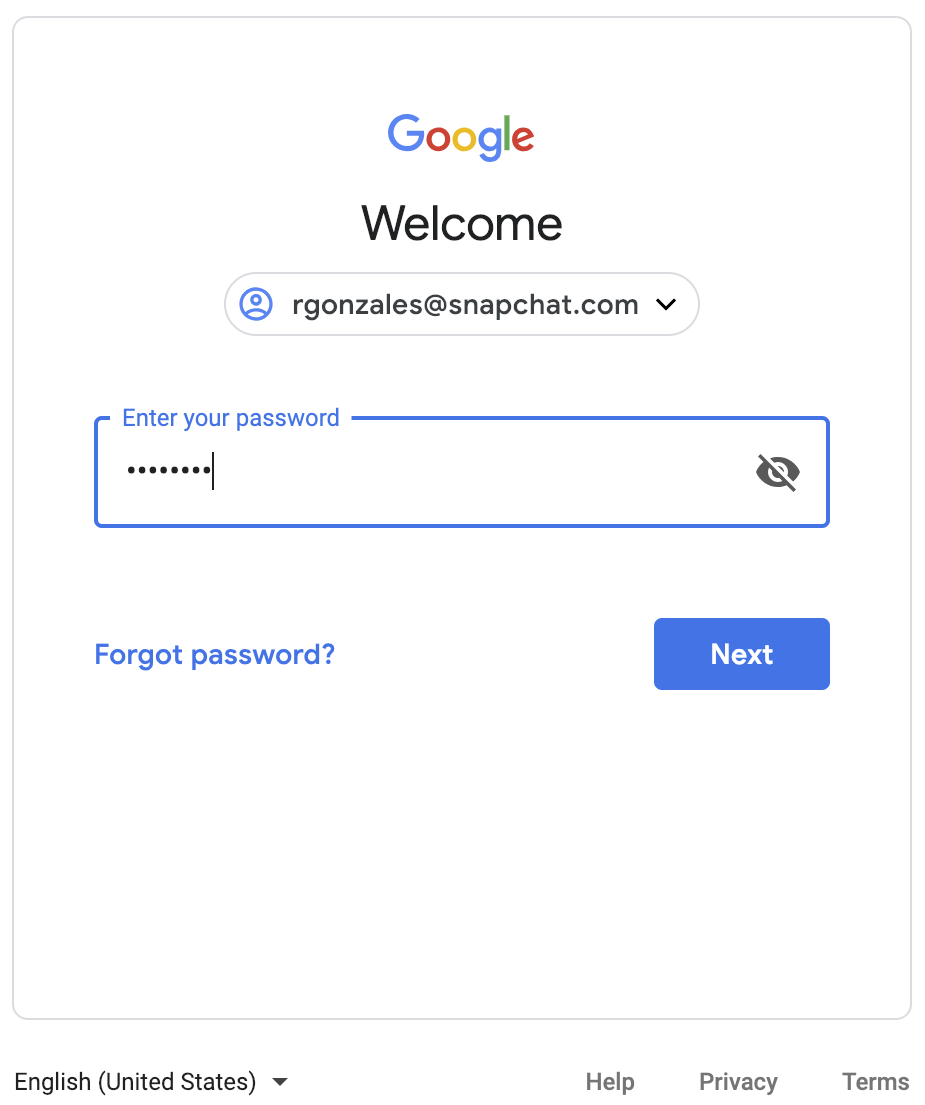 Google
Welcome
rgonzales@snapchat.com
Enter your password
••••••••
Forgot password?
Next
English (United States)
Help Privacy Terms